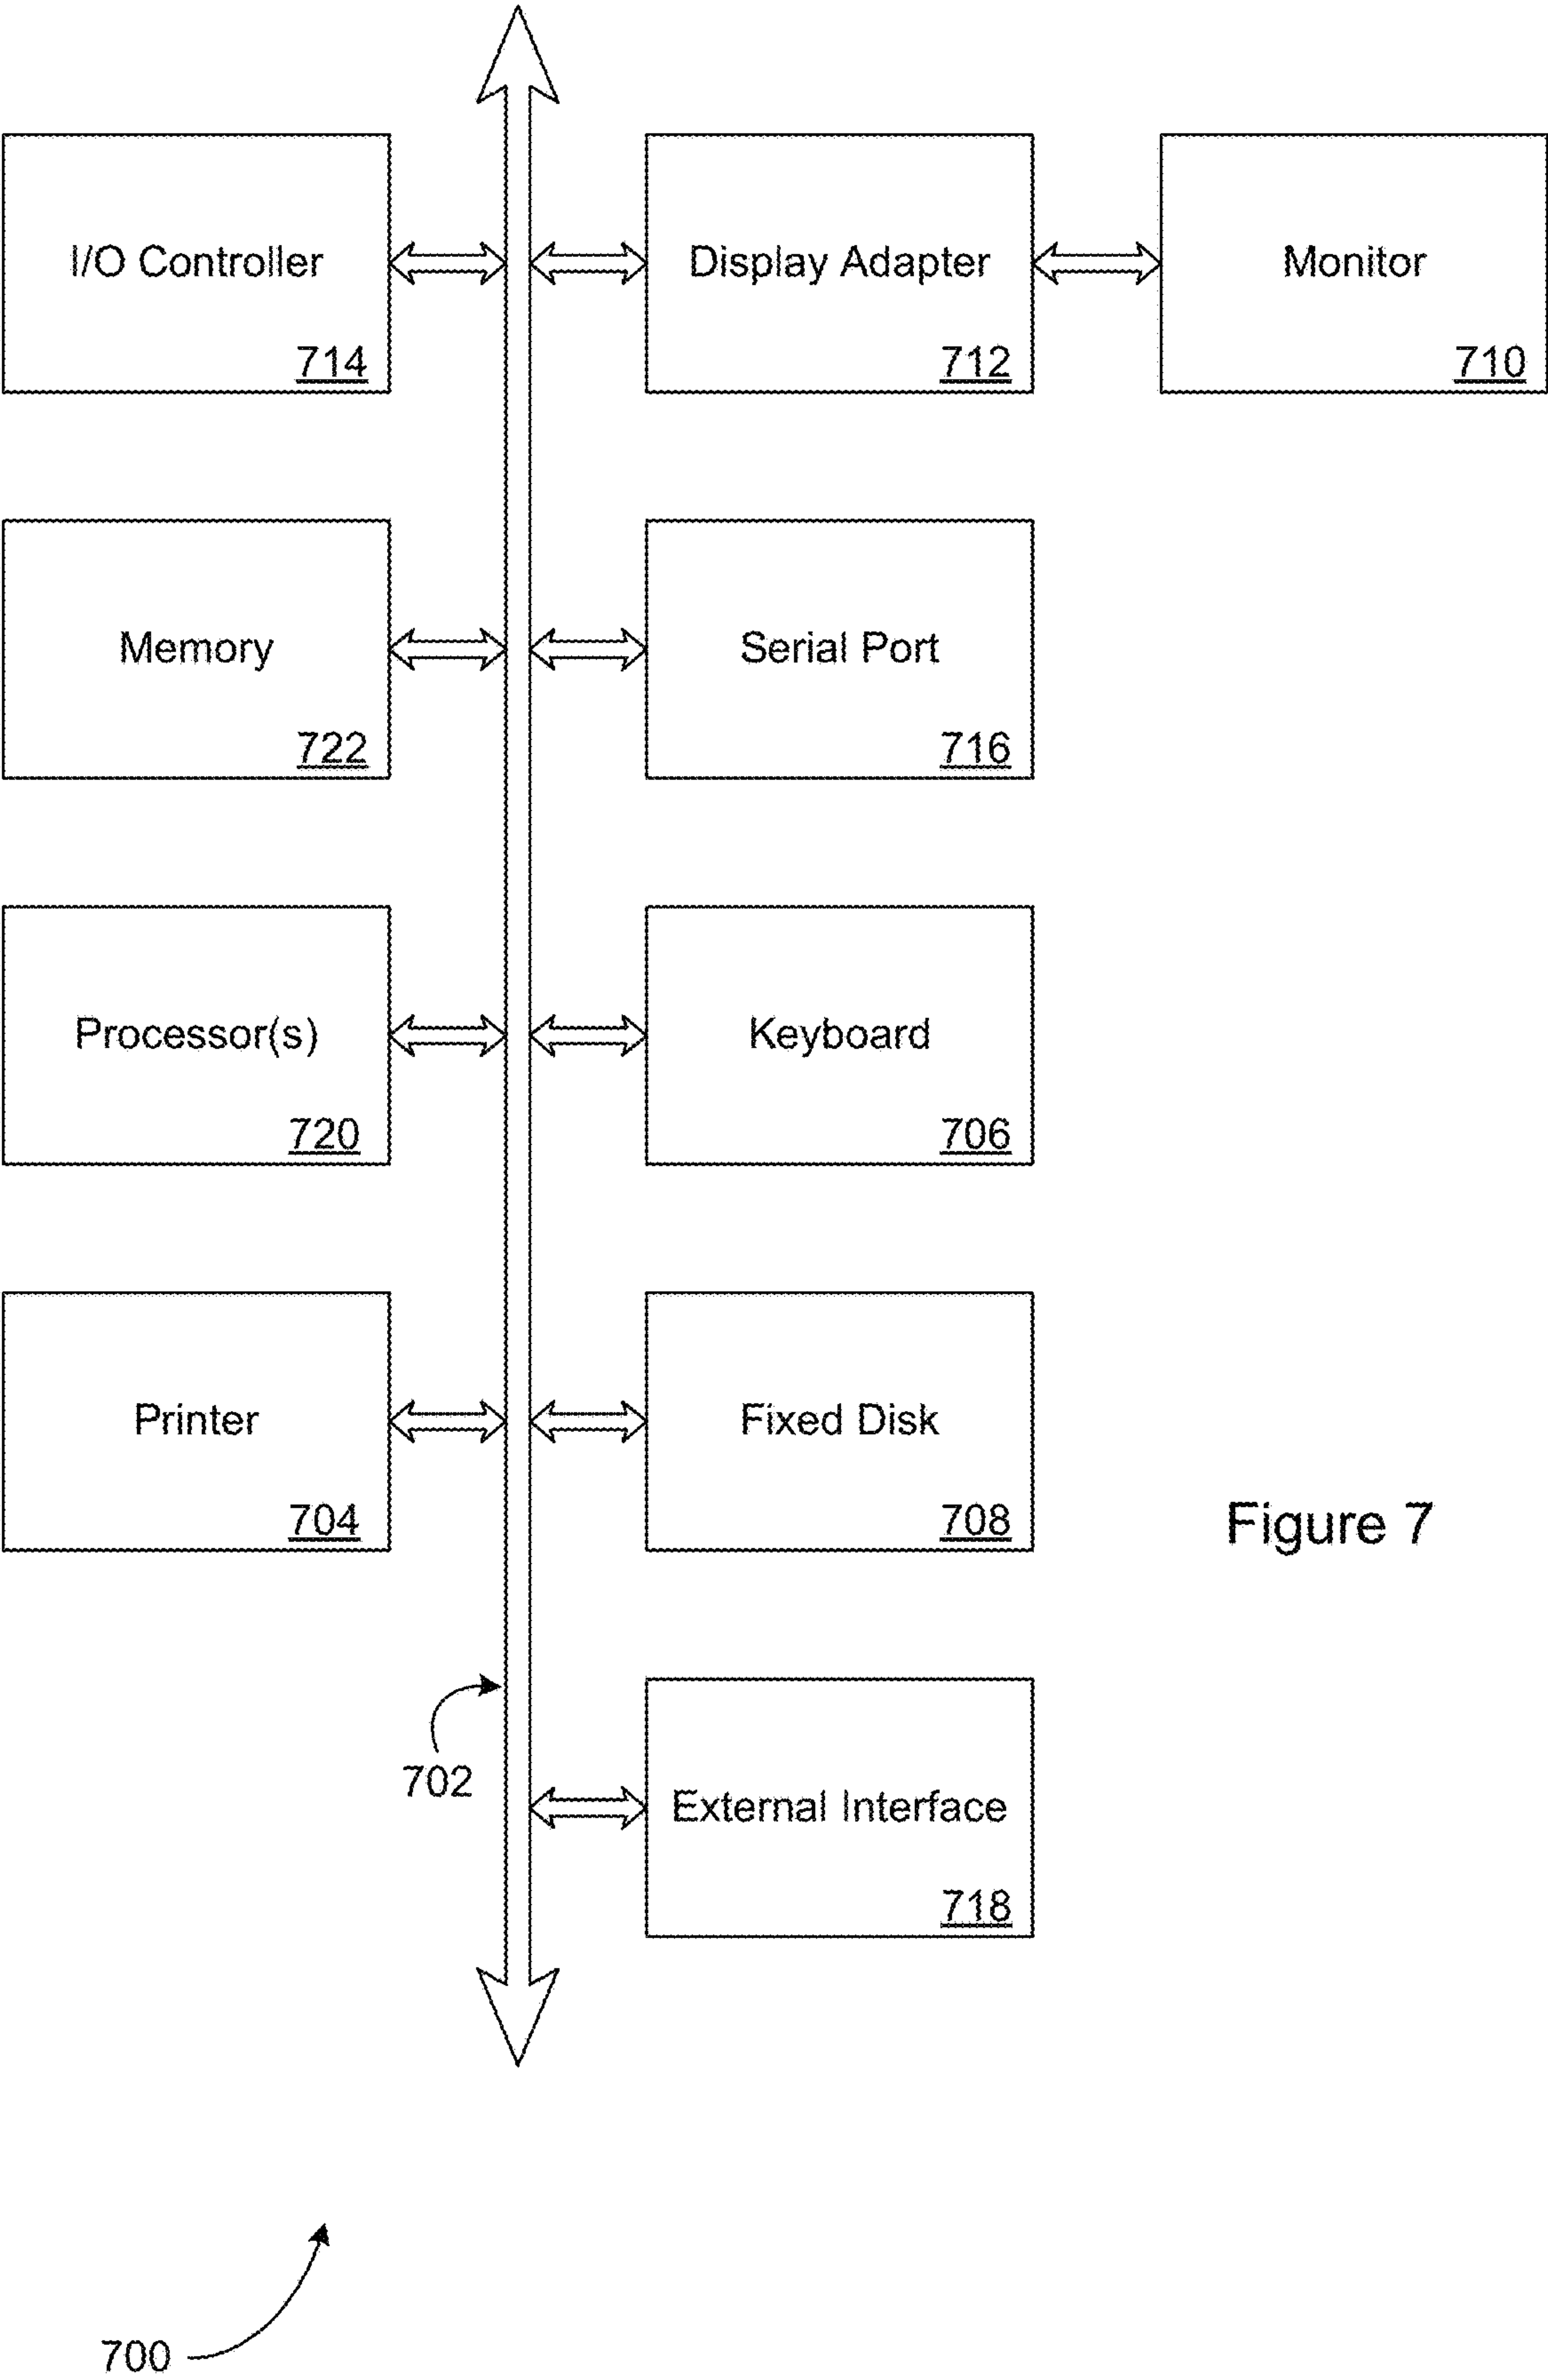 I/O Controller
714
Display Adapter
712
Monitor
710
Memory
722
Serial Port
716
Processor(s)
720
Keyboard
706
Printer
704
Fixed Disk
708
Figure 7
702
External Interface
718
700